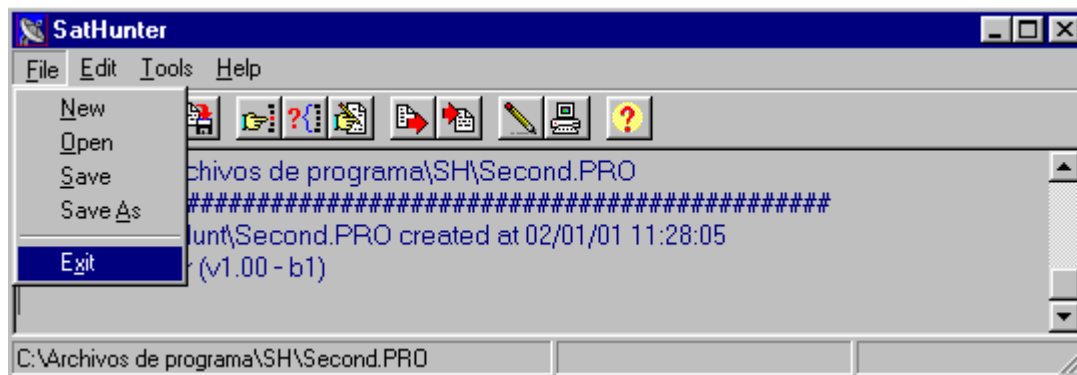 SatHunter
File Edit Tools Help
New
Open
Save
Save As
Exit
chivos de programa\SH\Second.PRO
##############################################
unt\Second.PRO created at 02/01/01 11:28:05
(v1.00 - b1)
C:\Archivos de programa\SH\Second.PRO